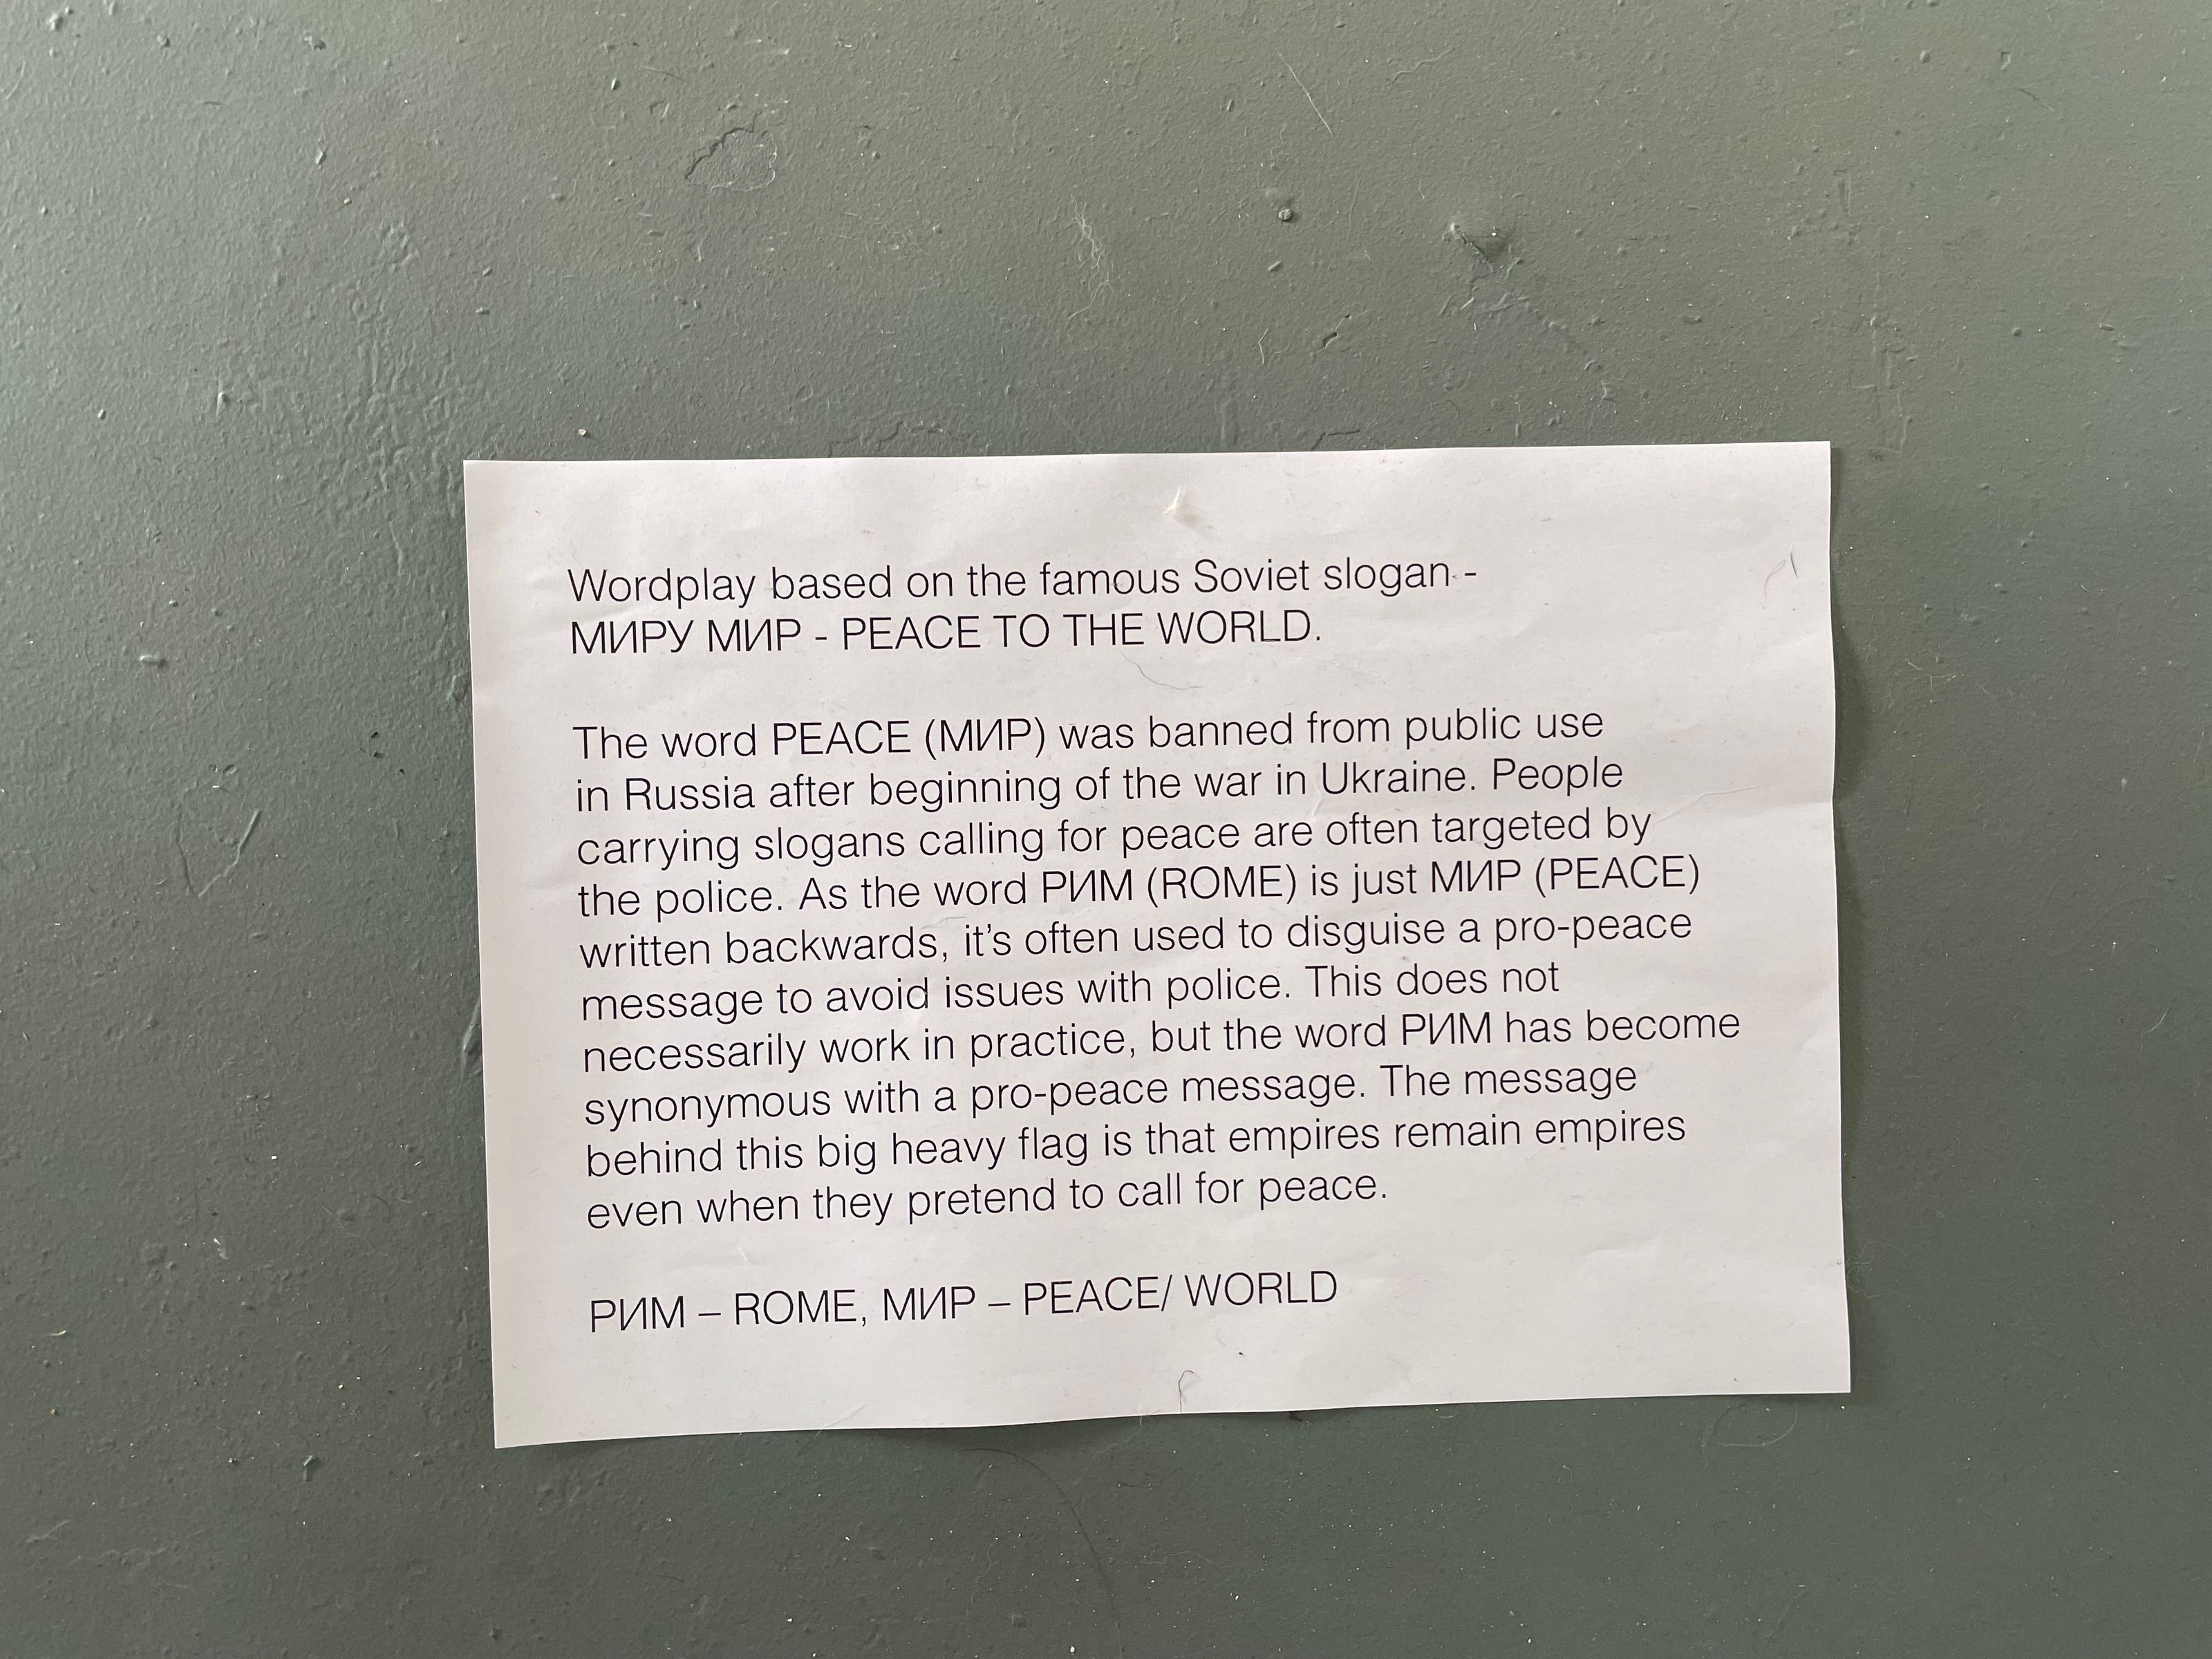 Wordplay based on the famous Soviet slogan -
МИРУ МИР - PEACE TO THE WORLD.
The word PEACE (МИР) was banned from public use
in Russia after beginning of the war in Ukraine. People
carrying slogans calling for peace are often targeted by
the police. As the word РИМ (ROME) is just МИР (PEACE)
written backwards, it’s often used to disguise a pro-peace
message to avoid issues with police. This does not
necessarily work in practice, but the word РИМ has become
synonymous with a pro-peace message. The message
behind this big heavy flag is that empires remain empires
even when they pretend to call for peace.
РИМ – ROME, МИР – PEACE/ WORLD